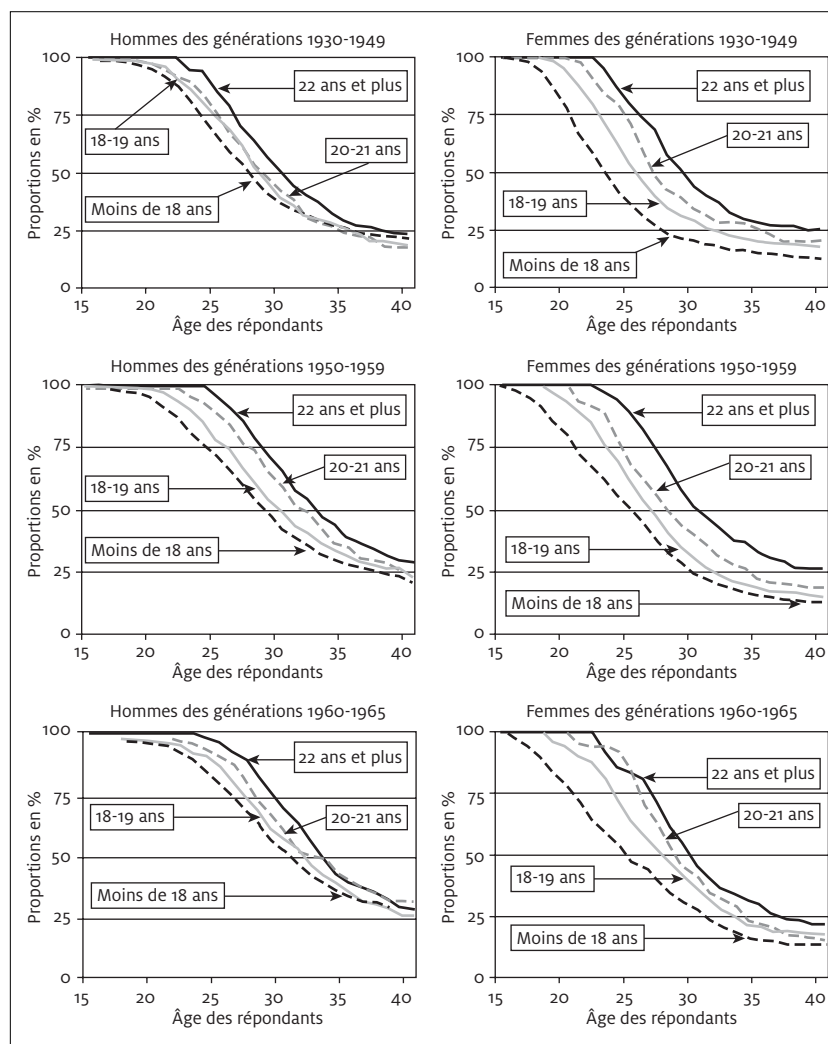 Hommes des générations 1930-1949
Proportions en %
100
75
50
25
0
22 ans et plus
18-19 ans
20-21 ans
Moins de 18 ans
15 20 25 30 35 40
Âge des répondants
Femmes des générations 1930-1949
Proportions en %
100
75
50
25
0
22 ans et plus
20-21 ans
18-19 ans
Moins de 18 ans
15 20 25 30 35 40
Âge des répondants
Hommes des générations 1950-1959
Proportions en %
100
75
50
25
0
22 ans et plus
20-21 ans
18-19 ans
Moins de 18 ans
15 20 25 30 35 40
Âge des répondants
Femmes des générations 1950-1959
Proportions en %
100
75
50
25
0
22 ans et plus
20-21 ans
18-19 ans
Moins de 18 ans
15 20 25 30 35 40
Âge des répondants
Hommes des générations 1960-1965
Proportions en %
100
75
50
25
0
22 ans et plus
18-19 ans
20-21 ans
Moins de 18 ans
15 20 25 30 35 40
Âge des répondants
Femmes des générations 1960-1965
Proportions en %
100
75
50
25
0
22 ans et plus
20-21 ans
18-19 ans
Moins de 18 ans
15 20 25 30 35 40
Âge des répondants